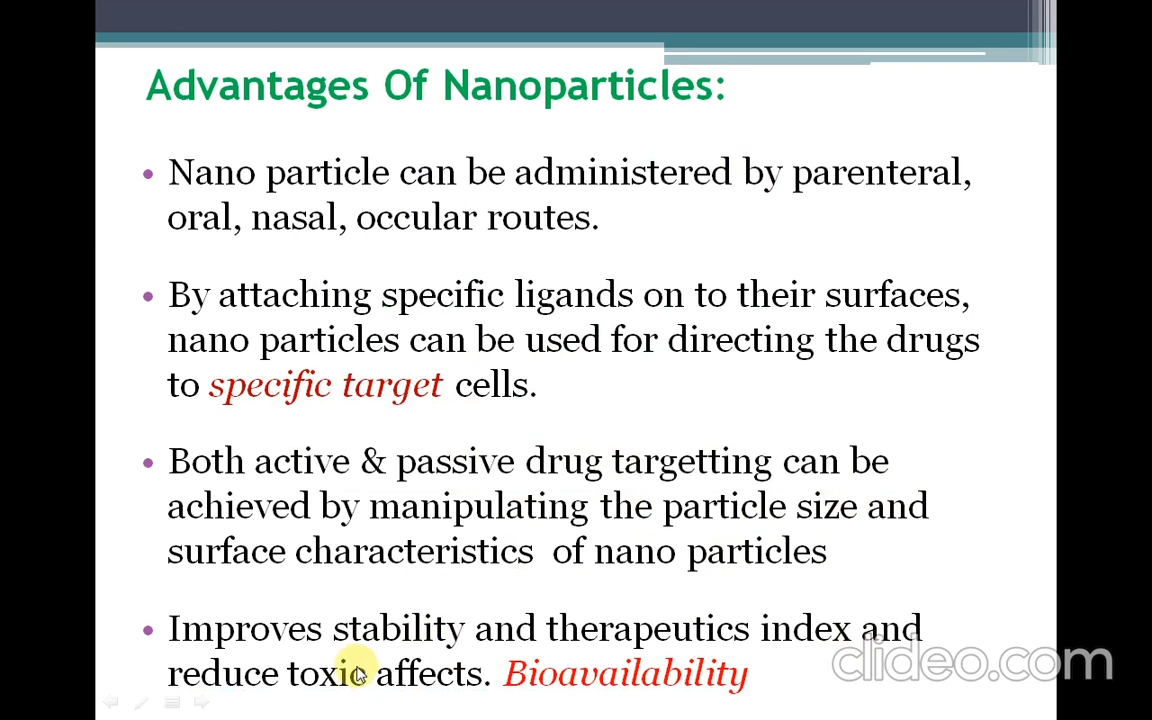 Advantages Of Nanoparticles:
• Nano particle can be administered by parenteral,
oral, nasal, occular routes.
• By attaching specific ligands on to their surfaces,
nano particles can be used for directing the drugs
to specific target cells.
• Both active & passive drug targetting can be
achieved by manipulating the particle size and
surface characteristics of nano particles
• Improves stability and therapeutics index and
reduce toxic affects. Bioavailability
clideo.com